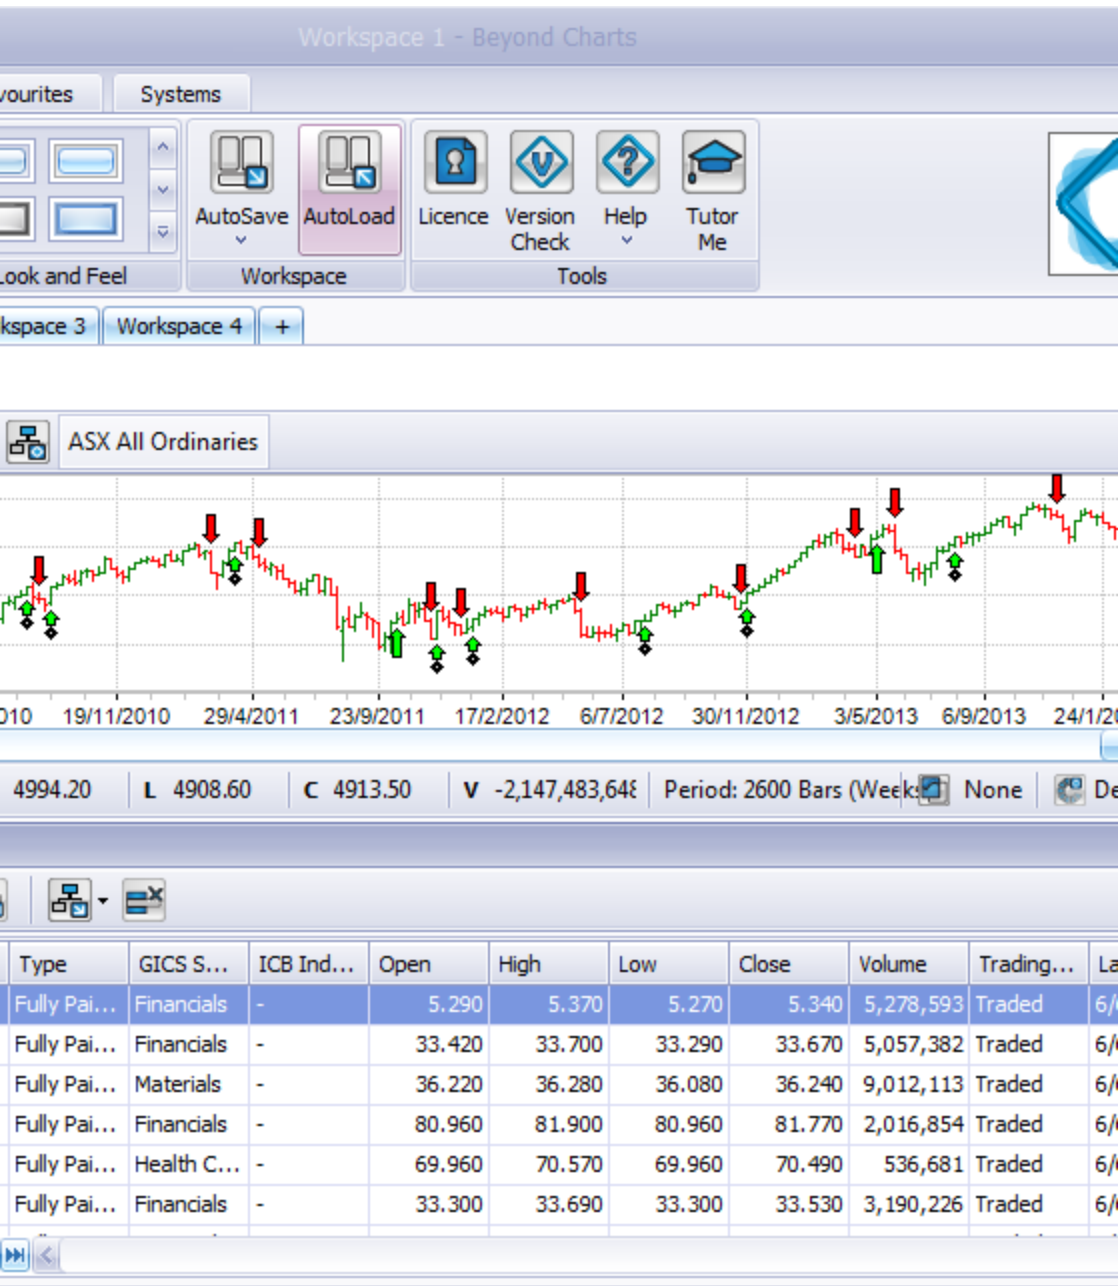 Workspace 1 - Beyond Charts
vourites Systems
AutoSave AutoLoad Licence Version Check Help Tutor Me
Look and Feel Workspace Tools
kspace 3 Workspace 4 +
ASX All Ordinaries
010 19/11/2010 29/4/2011 23/9/2011 17/2/2012 6/7/2012 30/11/2012 3/5/2013 6/9/2013 24/1/20
4994.20 L 4908.60 C 4913.50 V -2,147,483,648 Period: 2600 Bars (Weeks None De
Type GICS S... ICB Ind... Open High Low Close Volume Trading... La
Fully Pai... Financials - 5.290 5.370 5.270 5.340 5,278,593 Traded 6/
Fully Pai... Financials - 33.420 33.700 33.290 33.670 5,057,382 Traded 6/
Fully Pai... Materials - 36.220 36.280 36.080 36.240 9,012,113 Traded 6/
Fully Pai... Financials - 80.960 81.900 80.960 81.770 2,016,854 Traded 6/
Fully Pai... Health C... - 69.960 70.570 69.960 70.490 536,681 Traded 6/
Fully Pai... Financials - 33.300 33.690 33.300 33.530 3,190,226 Traded 6/